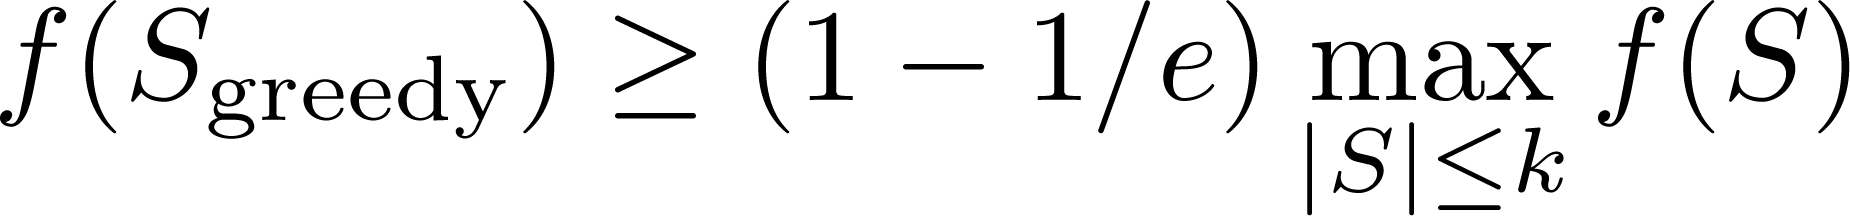 f(S_greedy) ≥ (1 − 1/e) max_{|S|≤k} f(S)